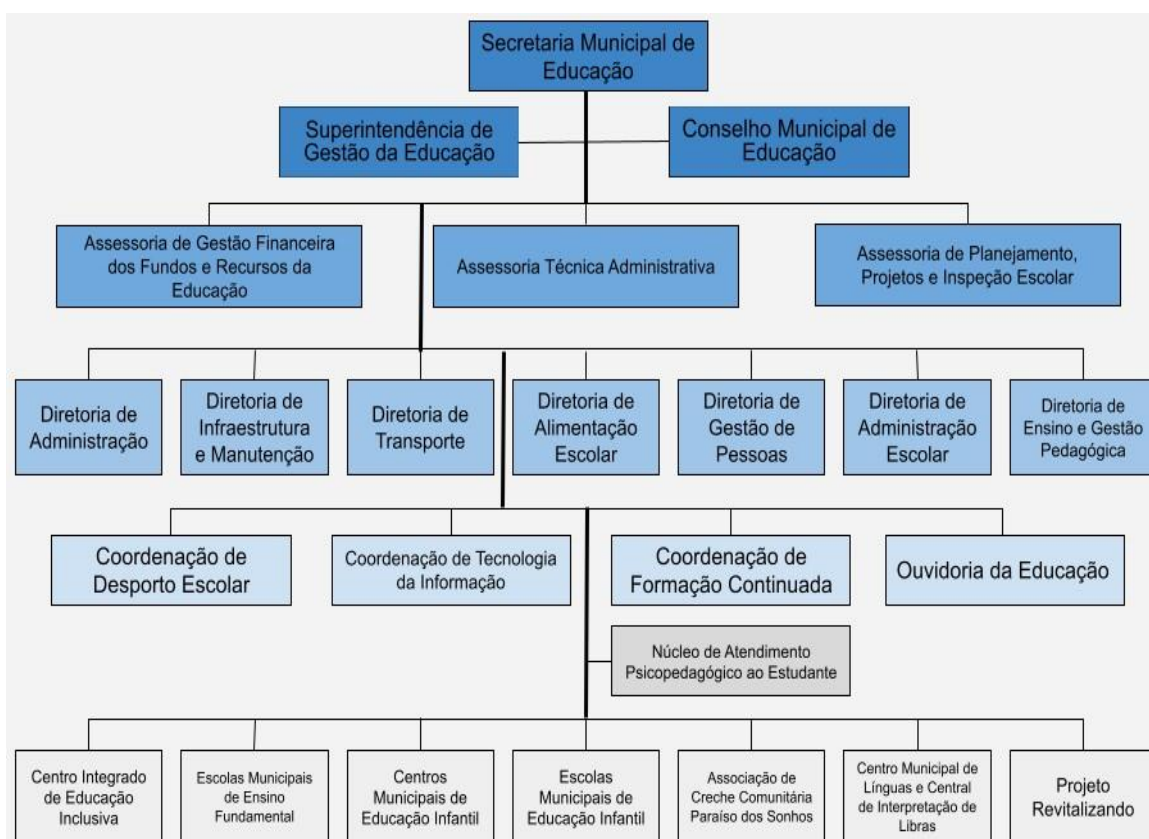 Secretaria Municipal de
Educação
Superintendência de
Gestão da Educação
Conselho Municipal de
Educação
Assessoria de Gestão Financeira
dos Fundos e Recursos da
Educação
Assessoria Técnica Administrativa
Assessoria de Planejamento,
Projetos e Inspeção Escolar
Diretoria de
Administração
Diretoria de
Infraestrutura
e Manutenção
Diretoria de
Transporte
Diretoria de
Alimentação
Escolar
Diretoria de
Gestão de
Pessoas
Diretoria de
Administração
Escolar
Diretoria de
Ensino e Gestão
Pedagógica
Coordenação de
Desporto Escolar
Coordenação de Tecnologia
da Informação
Coordenação de
Formação Continuada
Ouvidoria da Educação
Núcleo de Atendimento
Psicopedagógico ao Estudante
Centro Integrado
de Educação
Inclusiva
Escolas Municipais
de Ensino
Fundamental
Centros
Municipais de
Educação Infantil
Escolas
Municipais de
Educação Infantil
Associação de
Creche Comunitária
Paraíso dos Sonhos
Centro Municipal de
Línguas e Central
de Interpretação de
Libras
Projeto
Revitalizando